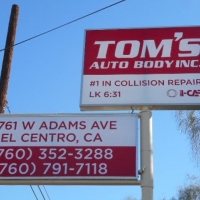 TOM'S
AUTO BODY INC.
#1 IN COLLISION REPAIR
LK 6:31
I-CAR
761 W ADAMS AVE
EL CENTRO, CA
(760) 352-3288
(760) 791-7118